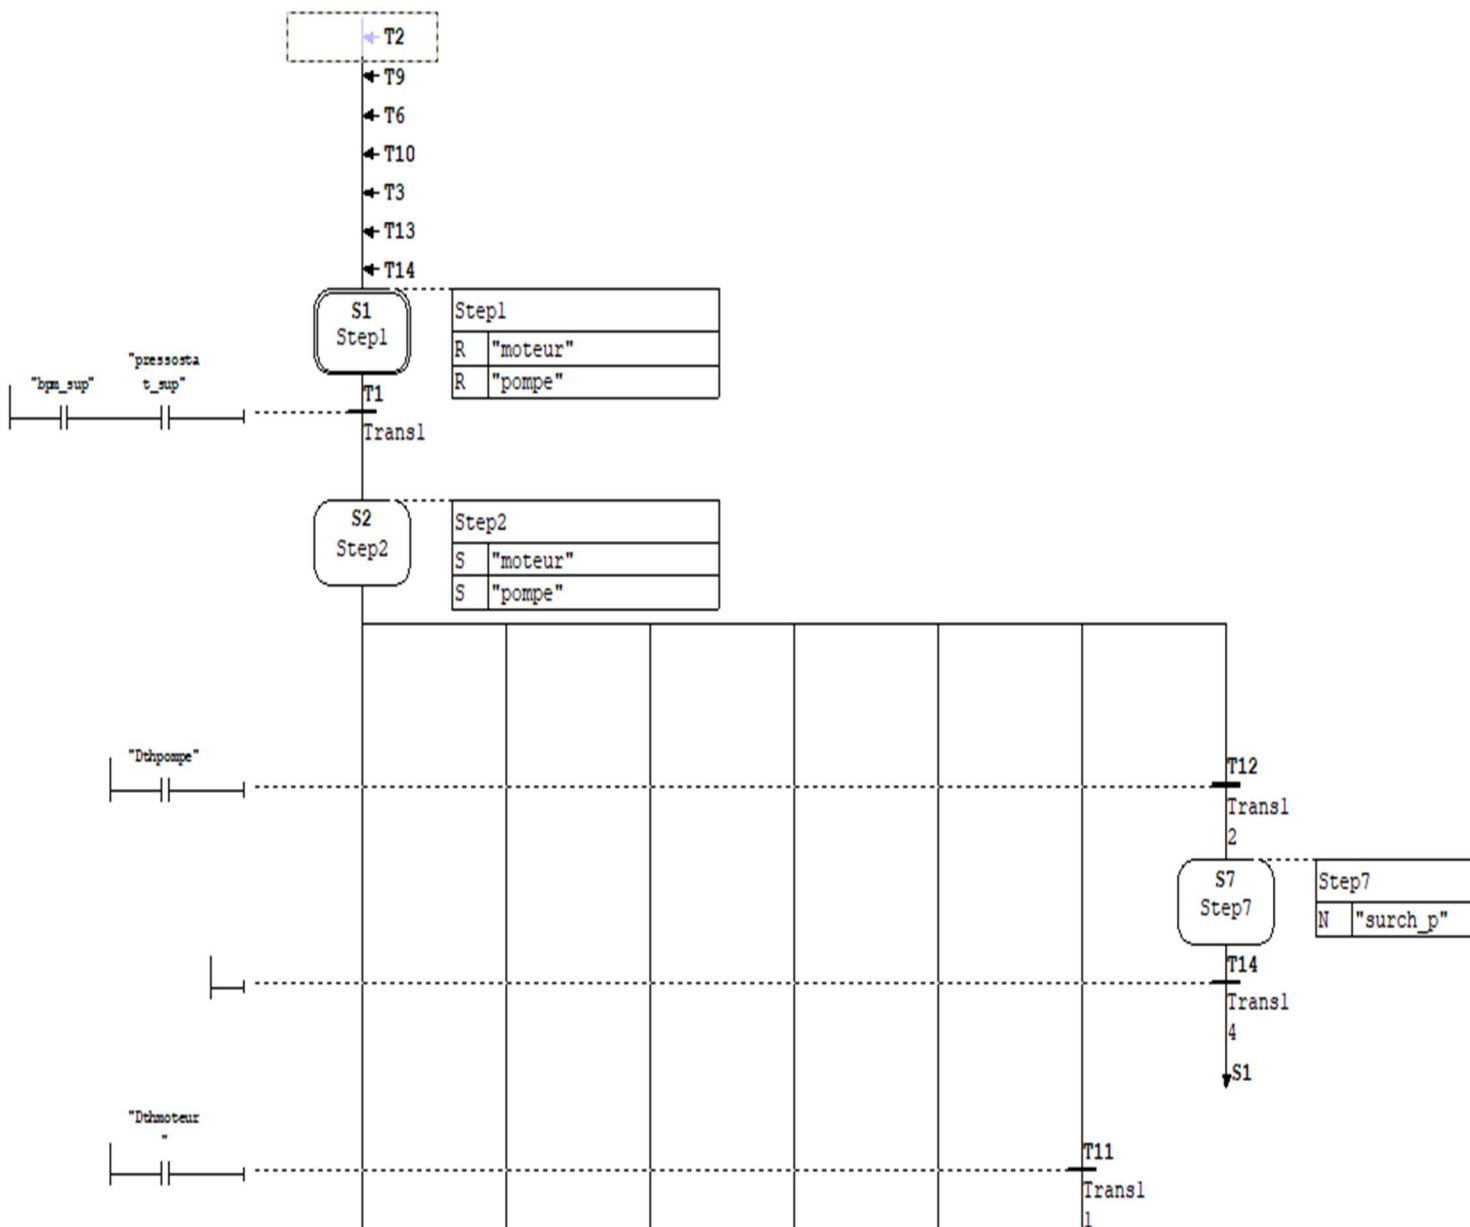 T2
T9
T6
T10
T3
T13
T14
S1
Step1
Step1
R "moteur"
R "pompe"
"bpm_sup"
"pressosta
t_sup"
T1
Trans1
S2
Step2
Step2
S "moteur"
S "pompe"
"Dthpompe"
T12
Trans1
2
S7
Step7
Step7
N "surch_p"
T14
Trans1
4
S1
"Dthmoteur
"
T11
Trans1
1